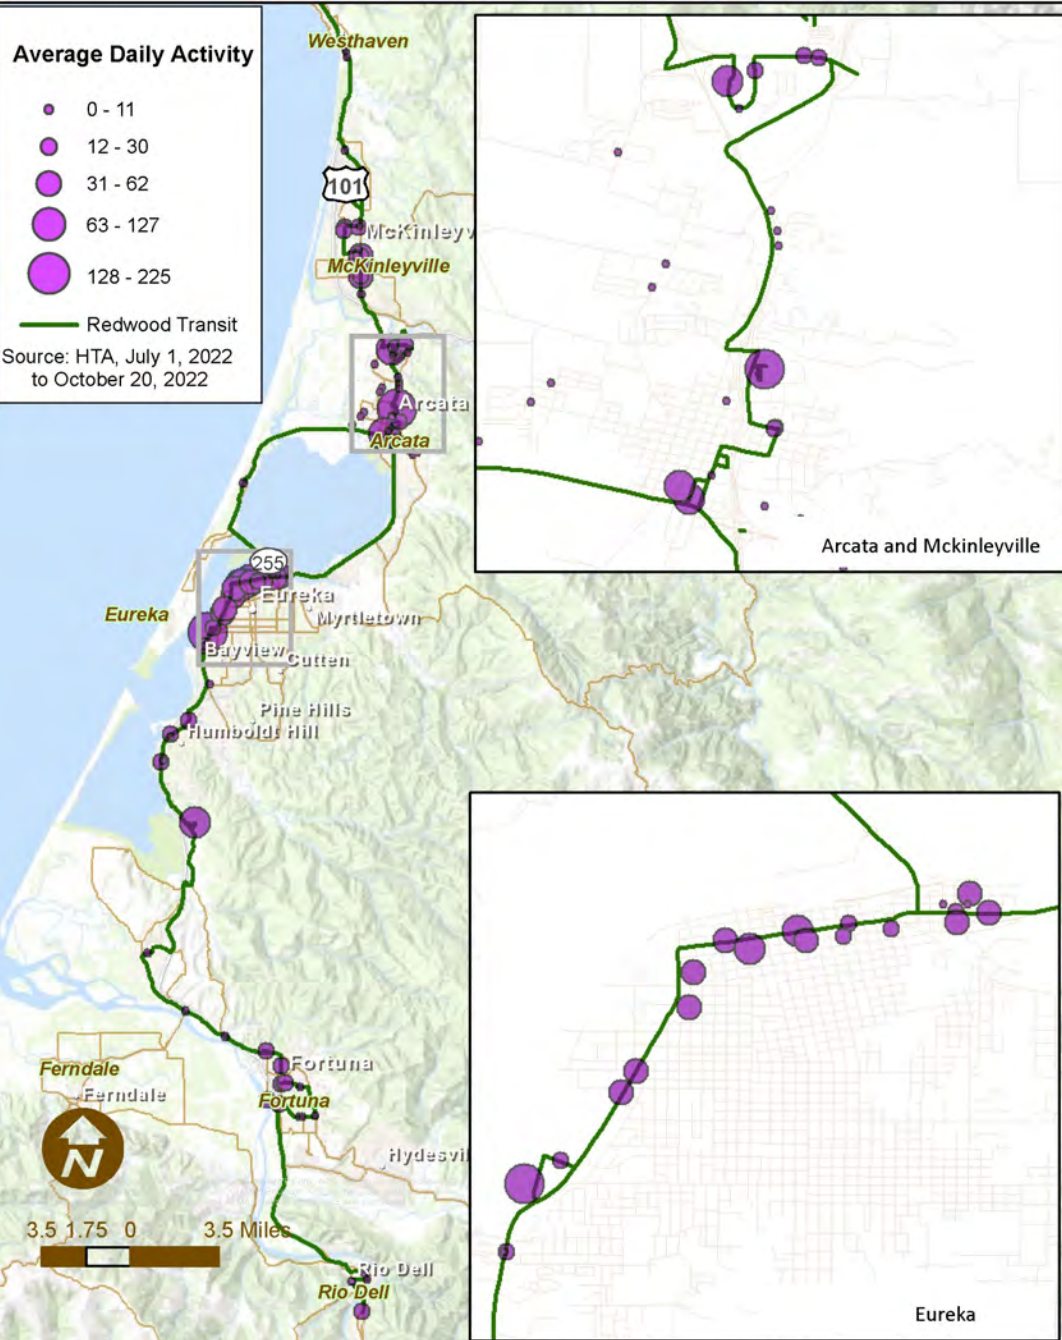 Average Daily Activity
0 - 11
12 - 30
31 - 62
63 - 127
128 - 225
Redwood Transit
Source: HTA, July 1, 2022
to October 20, 2022
Westhaven
101
McKinleyv
McKinleyville
Arcata
Arcata
255
Eureka
Eureka
Myrtletown
Bayview
Cutten
Pine Hills
Humboldt Hill
Fortuna
Ferndale
Ferndale
Fortuna
Hydesvil
N
3.5 1.75 0 3.5 Miles
Rio Dell
Rio Dell
Arcata and Mckinleyville
Eureka